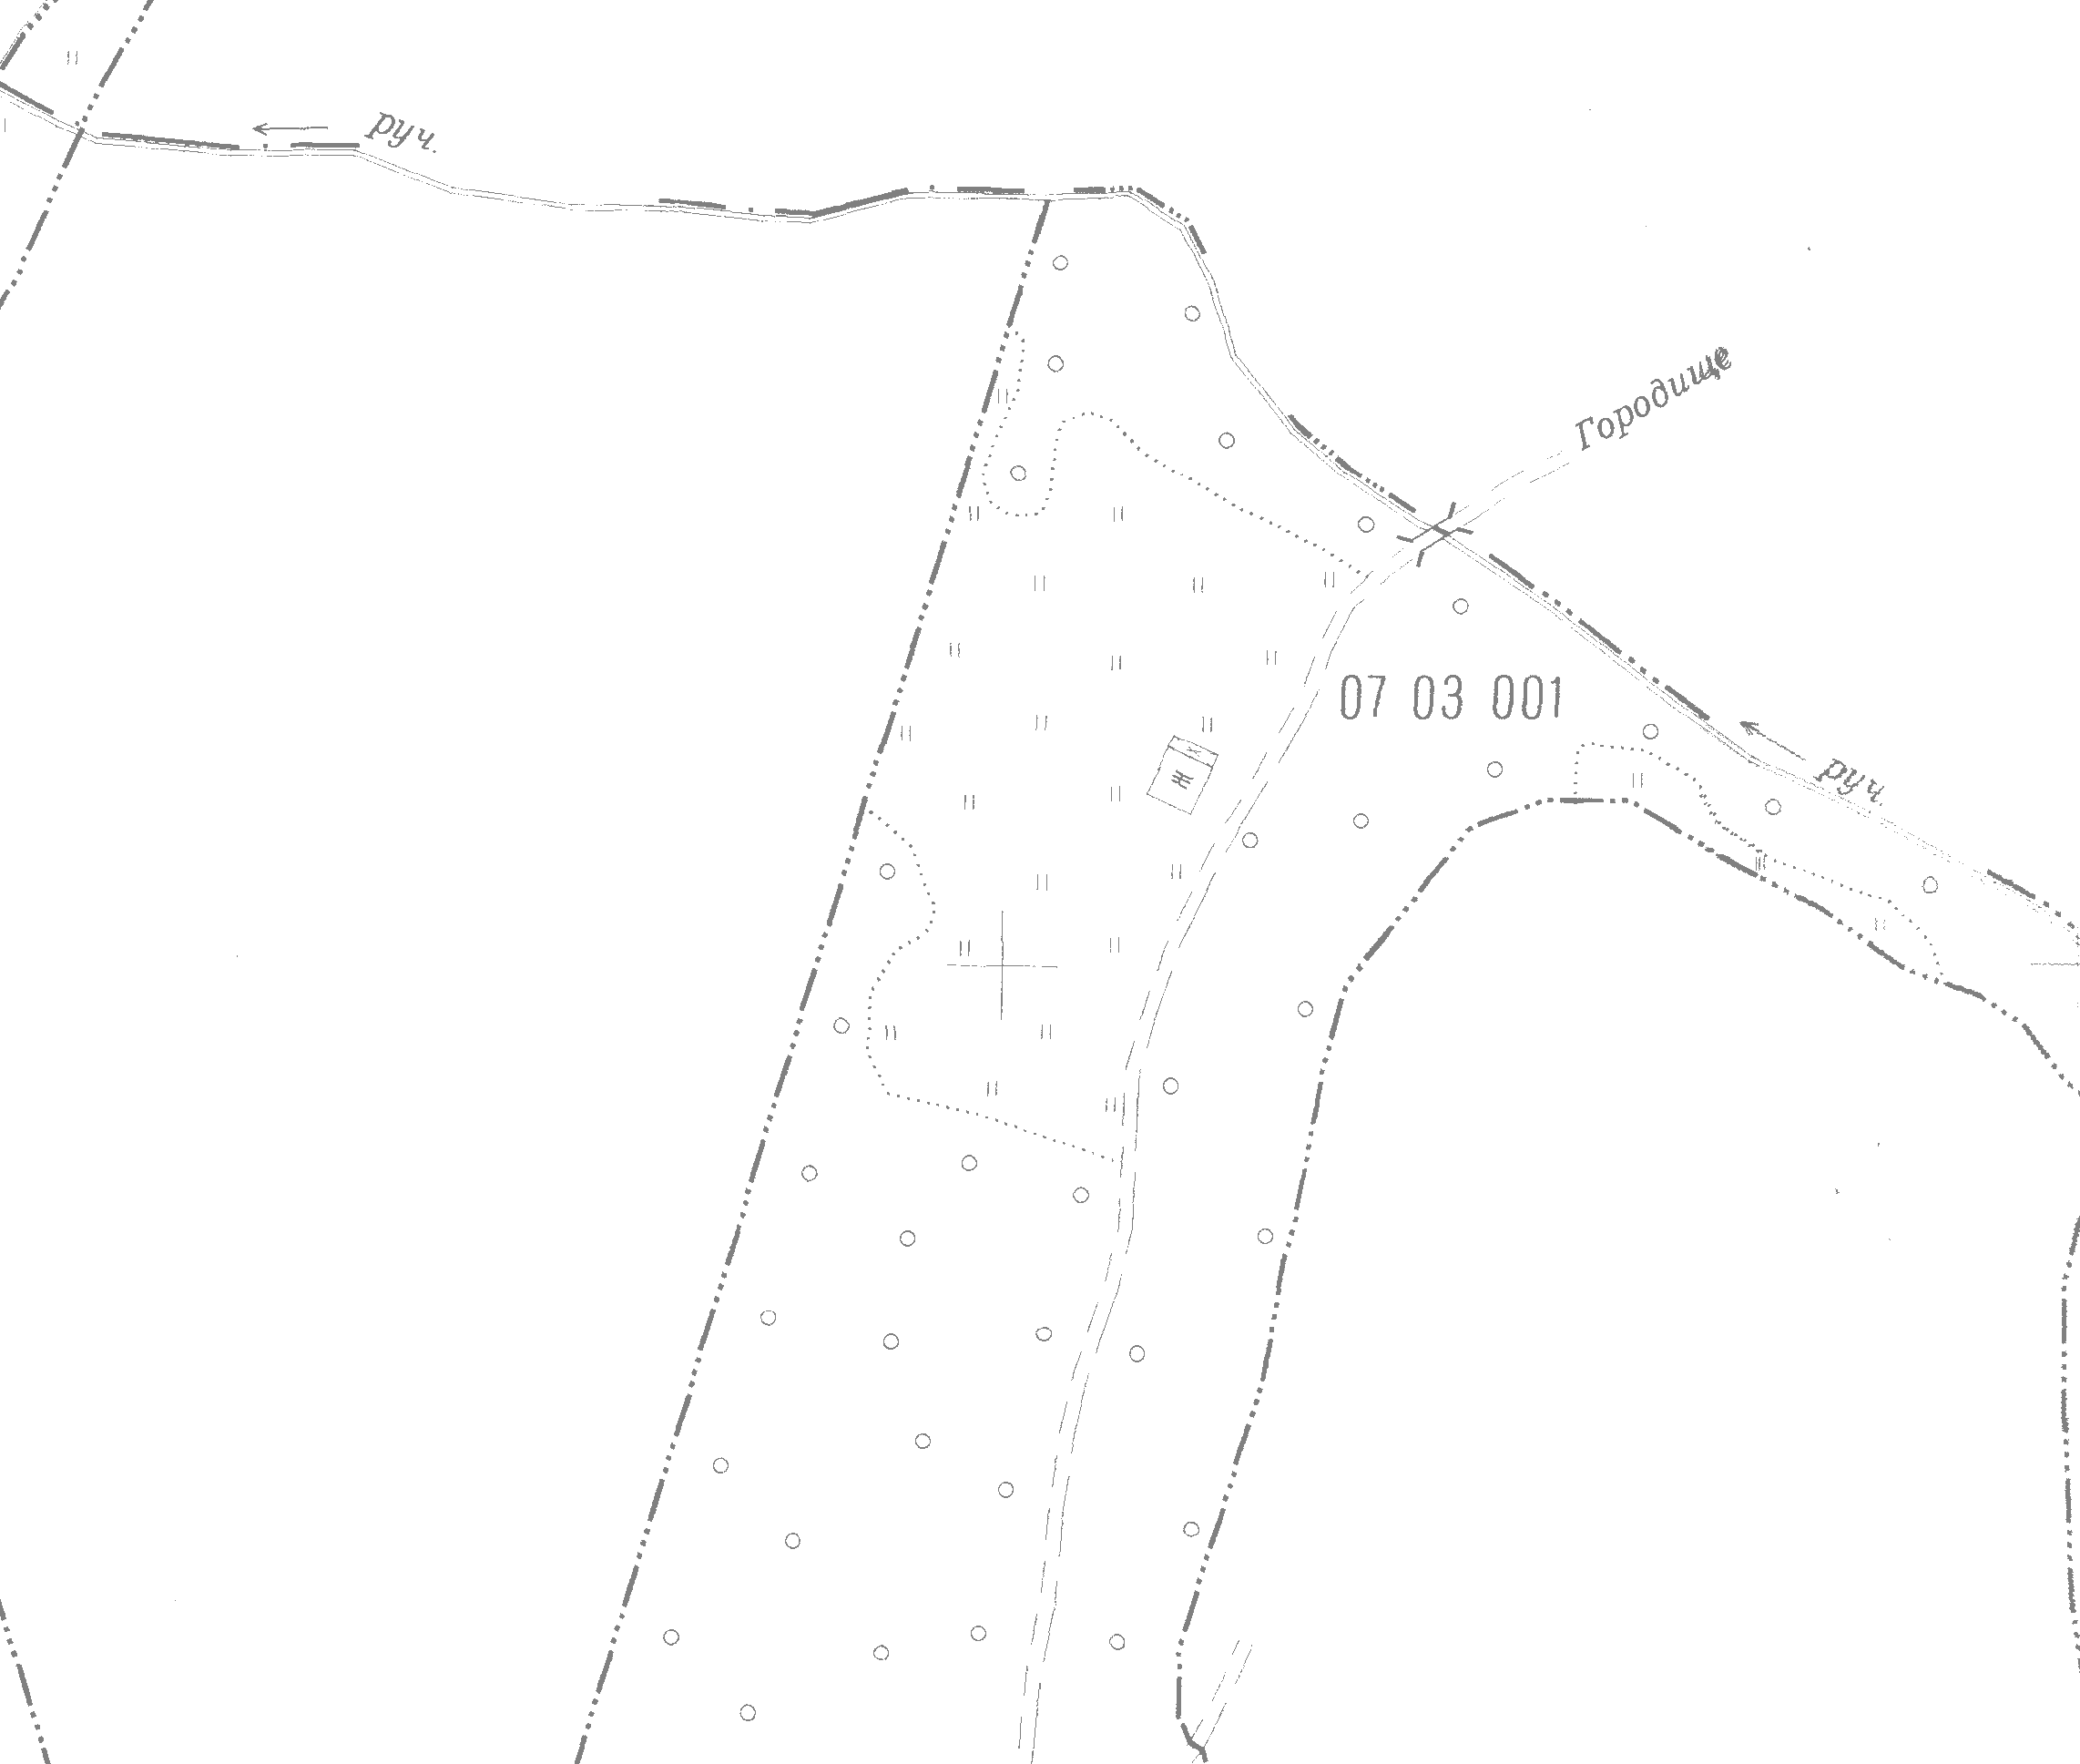 руч.
Городище
07 03 001
Х
Ж
руч.